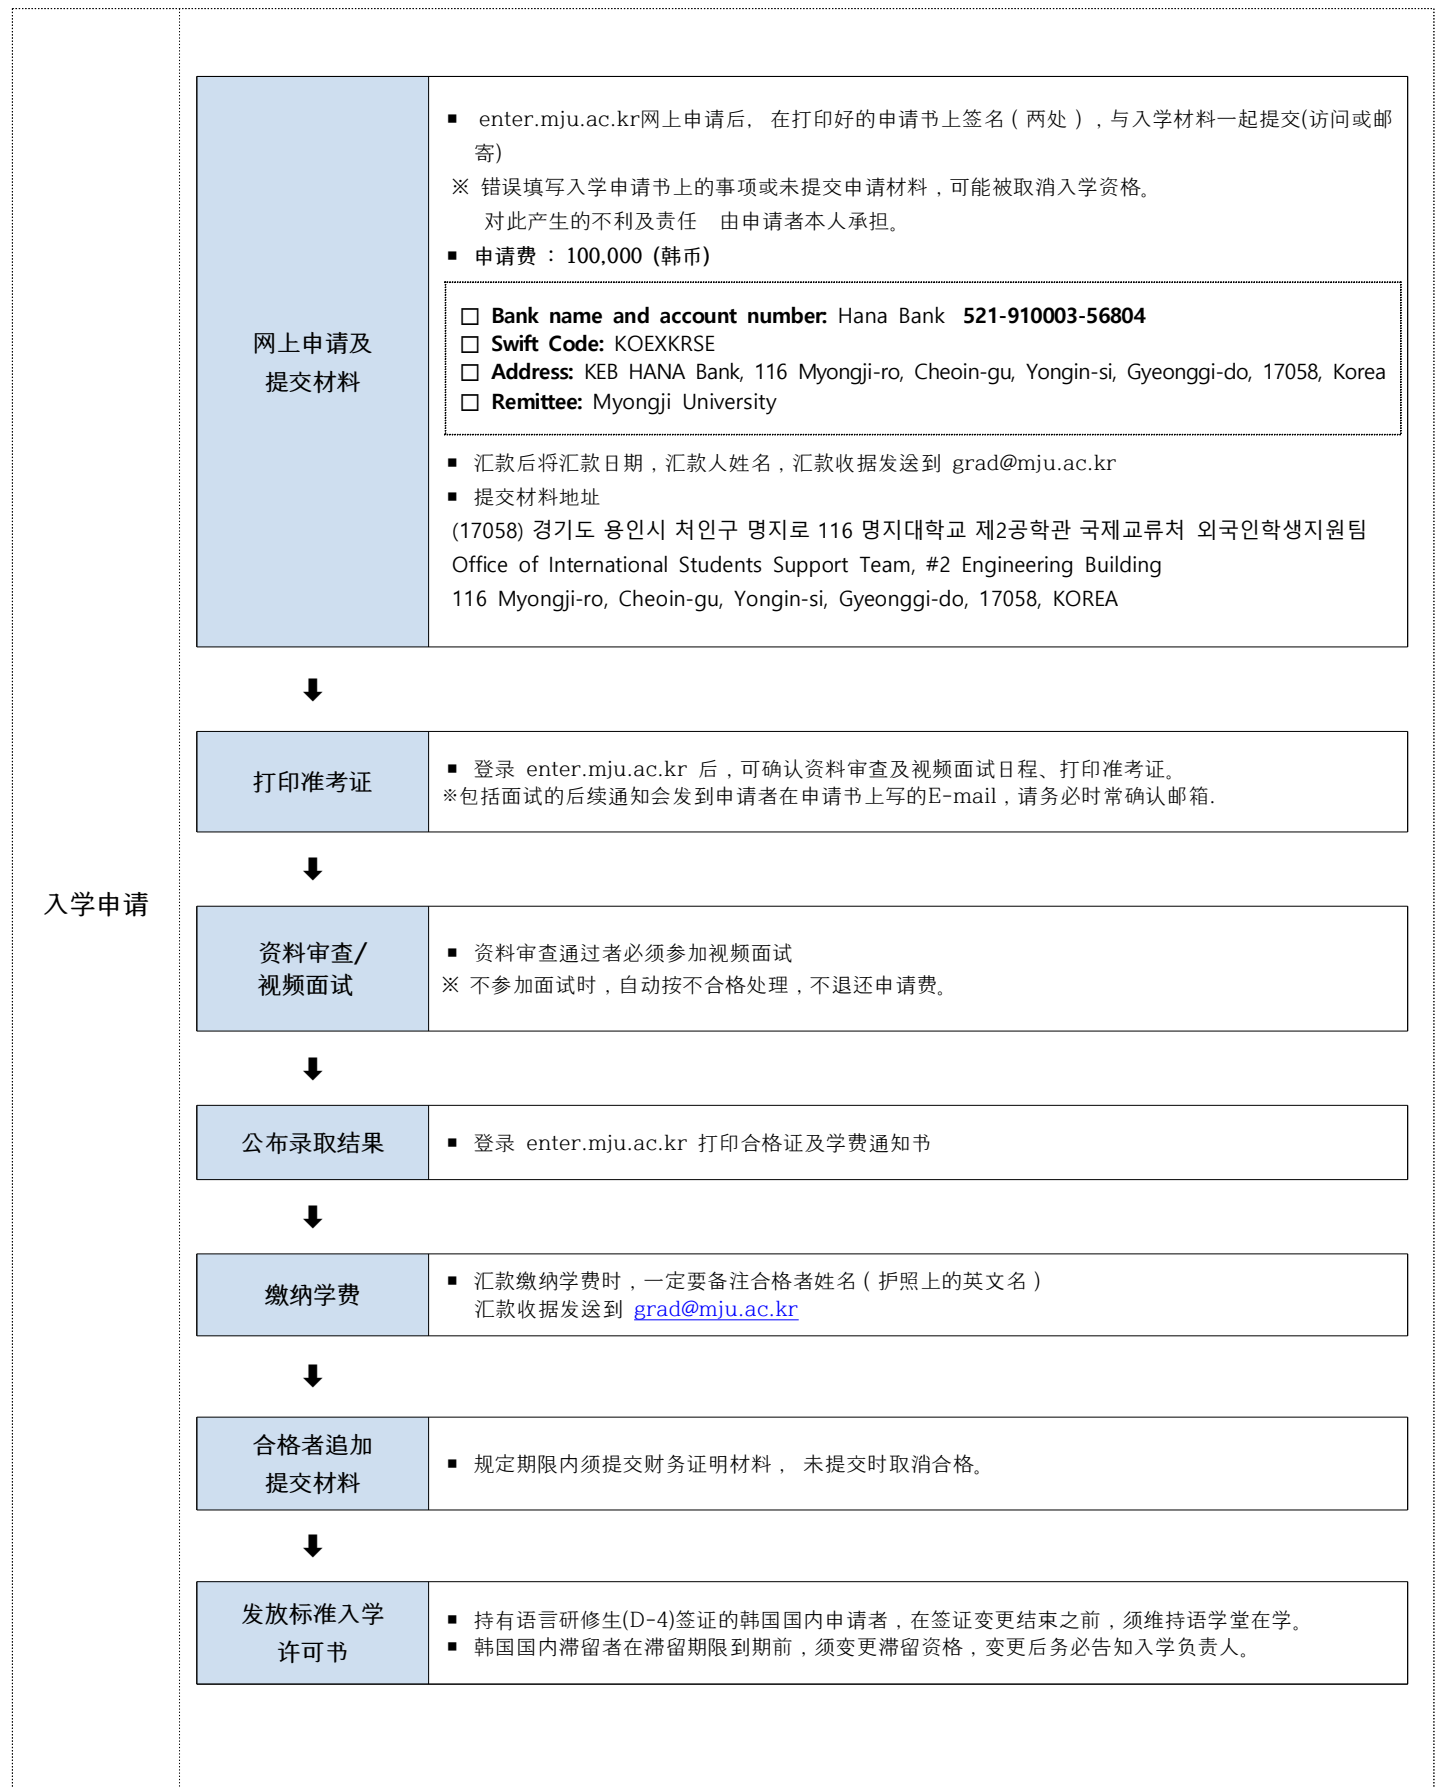 入学申请
网上申请及
提交材料
■ enter.mju.ac.kr网上申请后, 在打印好的申请书上签名（两处）,与入学材料一起提交(访问或邮
寄)
※ 错误填写入学申请书上的事项或未提交申请材料,可能被取消入学资格。
对此产生的不利及责任 由申请者本人承担。
■ 申请费 : 100,000 (韩币)
□ Bank name and account number: Hana Bank 521-910003-56804
□ Swift Code: KOEXKRSE
□ Address: KEB HANA Bank, 116 Myongji-ro, Cheoin-gu, Yongin-si, Gyeonggi-do, 17058, Korea
□ Remittee: Myongji University
■ 汇款后将汇款日期,汇款人姓名,汇款收据发送到 grad@mju.ac.kr
■ 提交材料地址
(17058) 경기도 용인시 처인구 명지로 116 명지대학교 제2공학관 국제교류처 외국인학생지원팀
Office of International Students Support Team, #2 Engineering Building
116 Myongji-ro, Cheoin-gu, Yongin-si, Gyeonggi-do, 17058, KOREA
打印准考证
■ 登录 enter.mju.ac.kr 后,可确认资料审查及视频面试日程、打印准考证。
※包括面试的后续通知会发到申请者在申请书上写的E-mail,请务必时常确认邮箱.
资料审查/
视频面试
■ 资料审查通过者必须参加视频面试
※ 不参加面试时,自动按不合格处理,不退还申请费。
公布录取结果
■ 登录 enter.mju.ac.kr 打印合格证及学费通知书
缴纳学费
■ 汇款缴纳学费时,一定要备注合格者姓名（护照上的英文名）
汇款收据发送到 grad@mju.ac.kr
合格者追加
提交材料
■ 规定期限内须提交财务证明材料, 未提交时取消合格。
发放标准入学
许可书
■ 持有语言研修生(D-4)签证的韩国国内申请者,在签证变更结束之前,须维持语学堂在学。
■ 韩国国内滞留者在滞留期限到期前,须变更滞留资格,变更后务必告知入学负责人。